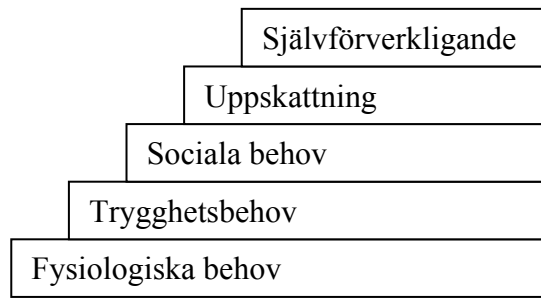 Självförverkligande
Uppskattning
Sociala behov
Trygghetsbehov
Fysiologiska behov